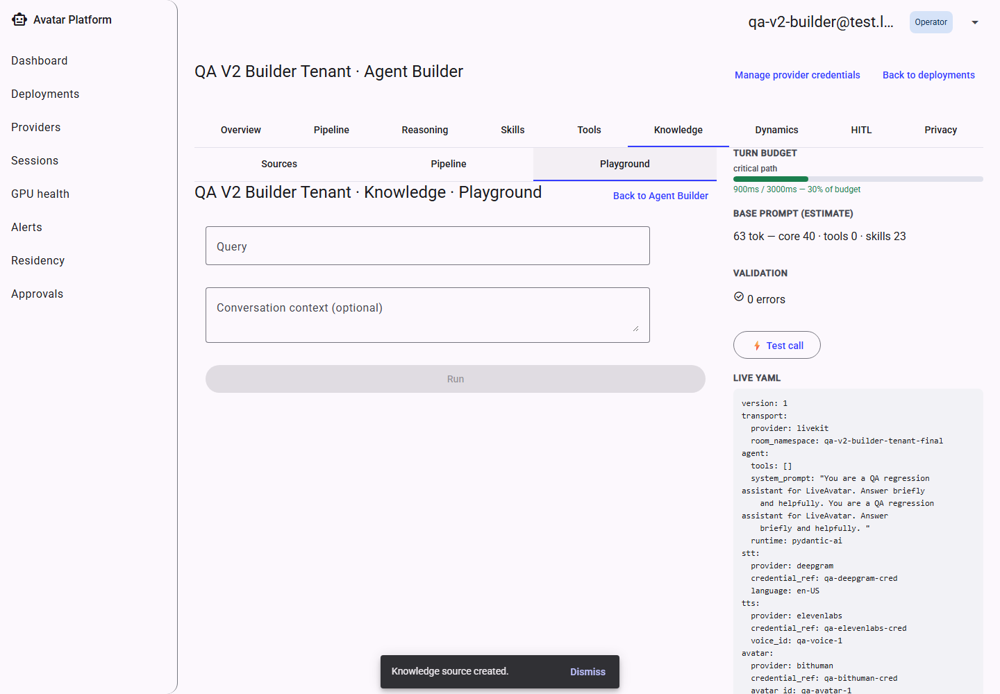 Avatar Platform
Dashboard
Deployments
Providers
Sessions
GPU health
Alerts
Residency
Approvals
qa-v2-builder@test.l...
Operator
QA V2 Builder Tenant · Agent Builder
Manage provider credentials
Back to deployments
Overview
Pipeline
Reasoning
Skills
Tools
Knowledge
Dynamics
HITL
Privacy
Sources
Pipeline
Playground
QA V2 Builder Tenant · Knowledge · Playground
Back to Agent Builder
Query
Conversation context (optional)
Run
TURN BUDGET
critical path
900ms / 3000ms — 30% of budget
BASE PROMPT (ESTIMATE)
63 tok — core 40 · tools 0 · skills 23
VALIDATION
0 errors
Test call
LIVE YAML
version: 1
transport:
  provider: livekit
  room_namespace: qa-v2-builder-tenant-final
agent:
  tools: []
  system_prompt: "You are a QA regression
assistant for LiveAvatar. Answer briefly
    and helpfully. You are a QA regression
assistant for LiveAvatar. Answer
    briefly and helpfully. "
  runtime: pydantic-ai
stt:
  provider: deepgram
  credential_ref: qa-deepgram-cred
  language: en-US
tts:
  provider: elevenlabs
  credential_ref: qa-elevenlabs-cred
  voice_id: qa-voice-1
avatar:
  provider: bithuman
  credential_ref: qa-bithuman-cred
  avatar_id: qa-avatar-1
Knowledge source created.
Dismiss